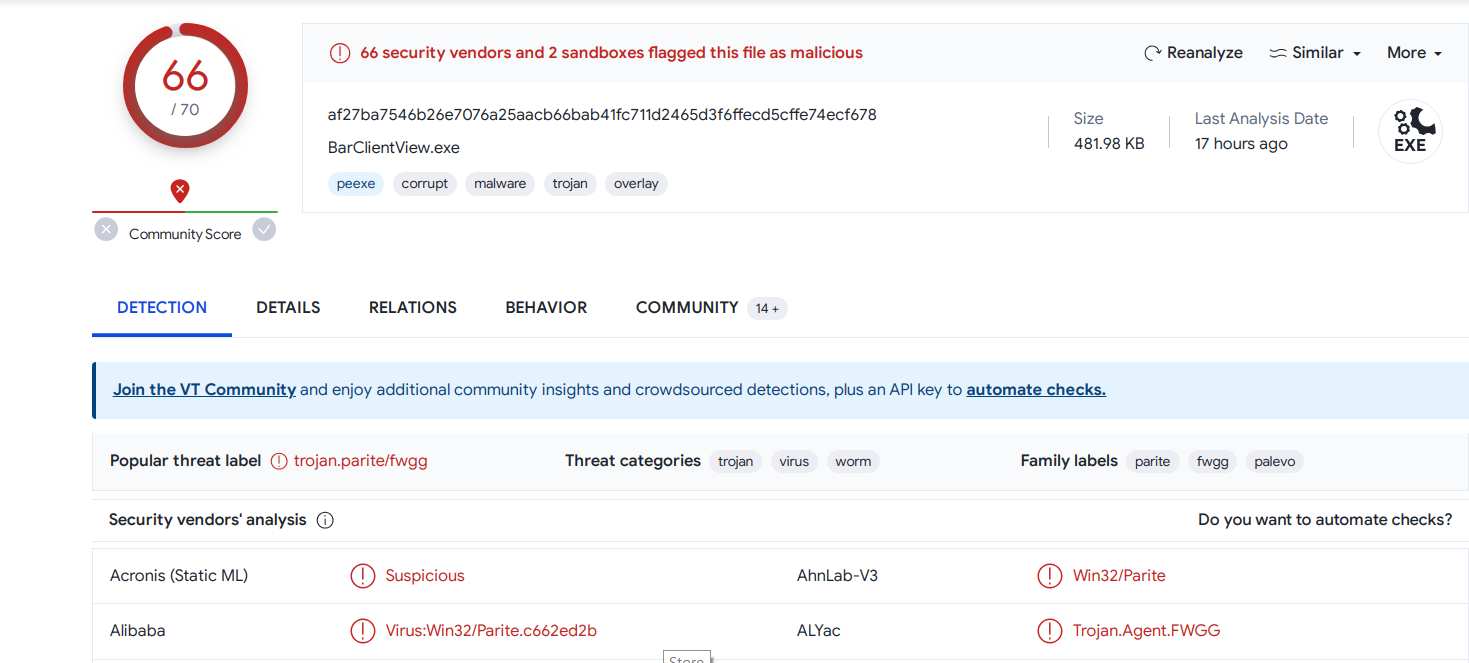 66
/ 70
Community Score
66 security vendors and 2 sandboxes flagged this file as malicious
Reanalyze
Similar
More
af27ba7546b26e7076a25aacb66bab41fc711d2465d3f6ffecd5cffe74ecf678
BarClientView.exe
peexe corrupt malware trojan overlay
Size
481.98 KB
Last Analysis Date
17 hours ago
EXE
DETECTION DETAILS RELATIONS BEHAVIOR COMMUNITY 14 +
Join the VT Community and enjoy additional community insights and crowdsourced detections, plus an API key to automate checks.
Popular threat label trojan.parite/fwgg Threat categories trojan virus worm Family labels parite fwgg palevo
Security vendors' analysis Do you want to automate checks?
Acronis (Static ML) Suspicious AhnLab-V3 Win32/Parite
Alibaba Virus:Win32/Parite.c662ed2b ALYac Trojan.Agent.FWGG
Store